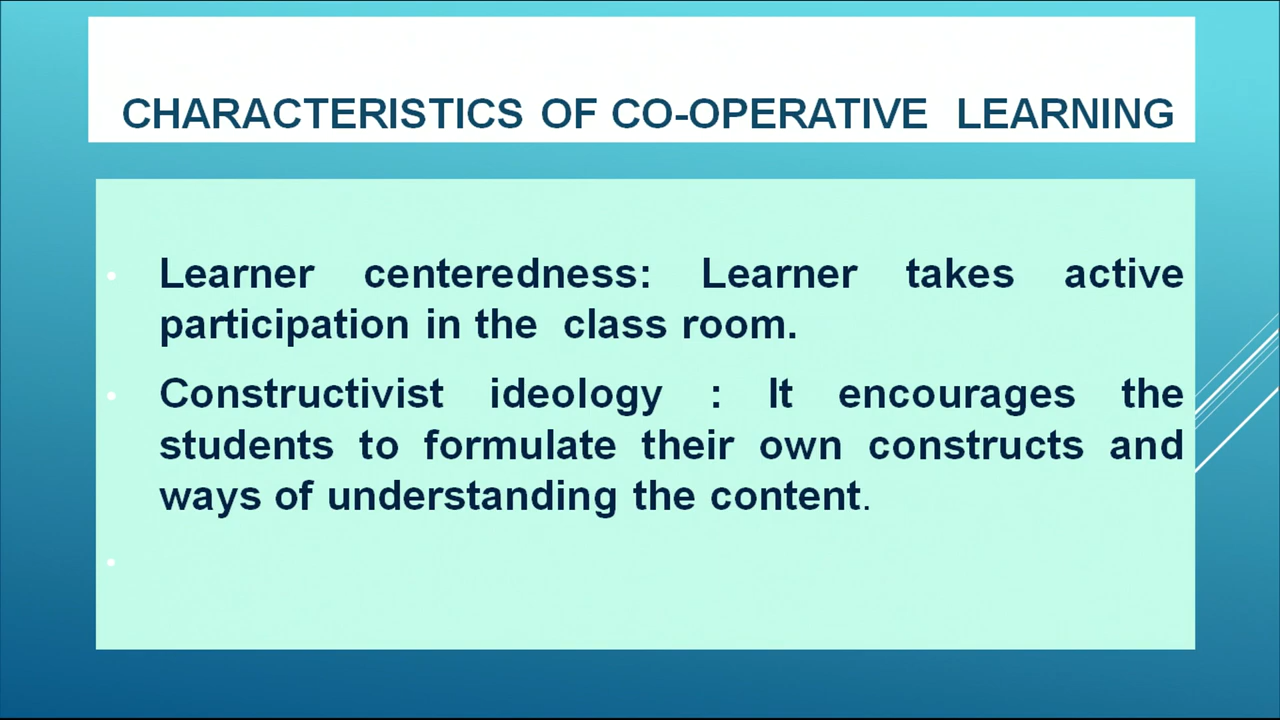 CHARACTERISTICS OF CO-OPERATIVE LEARNING
• Learner centeredness: Learner takes active
participation in the class room.
• Constructivist ideology : It encourages the
students to formulate their own constructs and
ways of understanding the content.
•